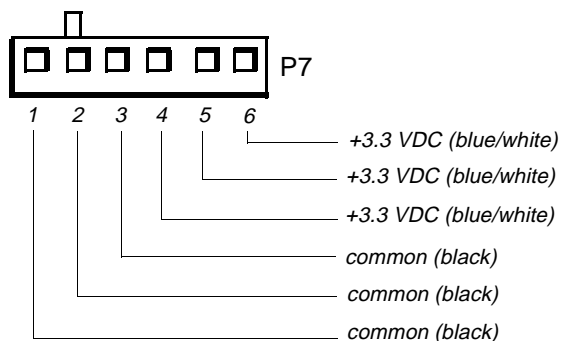 P7
1 2 3 4 5 6
+3.3 VDC (blue/white)
+3.3 VDC (blue/white)
+3.3 VDC (blue/white)
common (black)
common (black)
common (black)